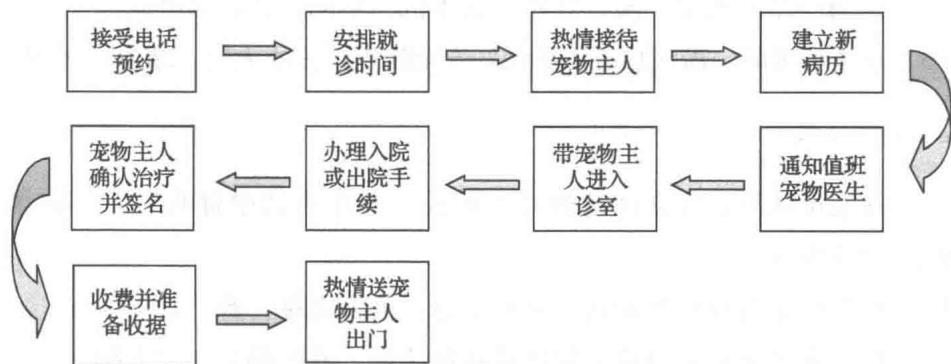 接受电话
预约
安排就
诊时间
热情接待
宠物主人
建立新
病历
通知值班
宠物医生
带宠物主
人进入
诊室
办理入院
或出院手
续
宠物主人
确认治疗
并签名
收费并准
备收据
热情送宠
物主人
出门